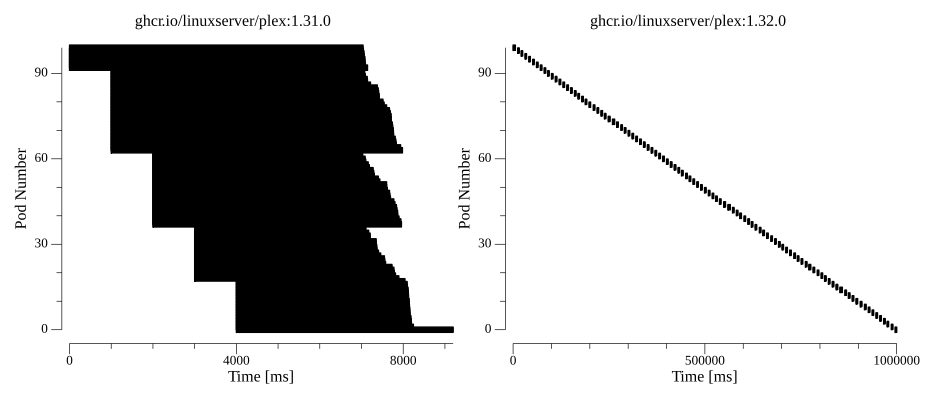 ghcr.io/linuxserver/plex:1.31.0
90
60
30
0
Pod Number
0
4000
8000
Time [ms]
ghcr.io/linuxserver/plex:1.32.0
90
60
30
0
Pod Number
0
500000
1000000
Time [ms]